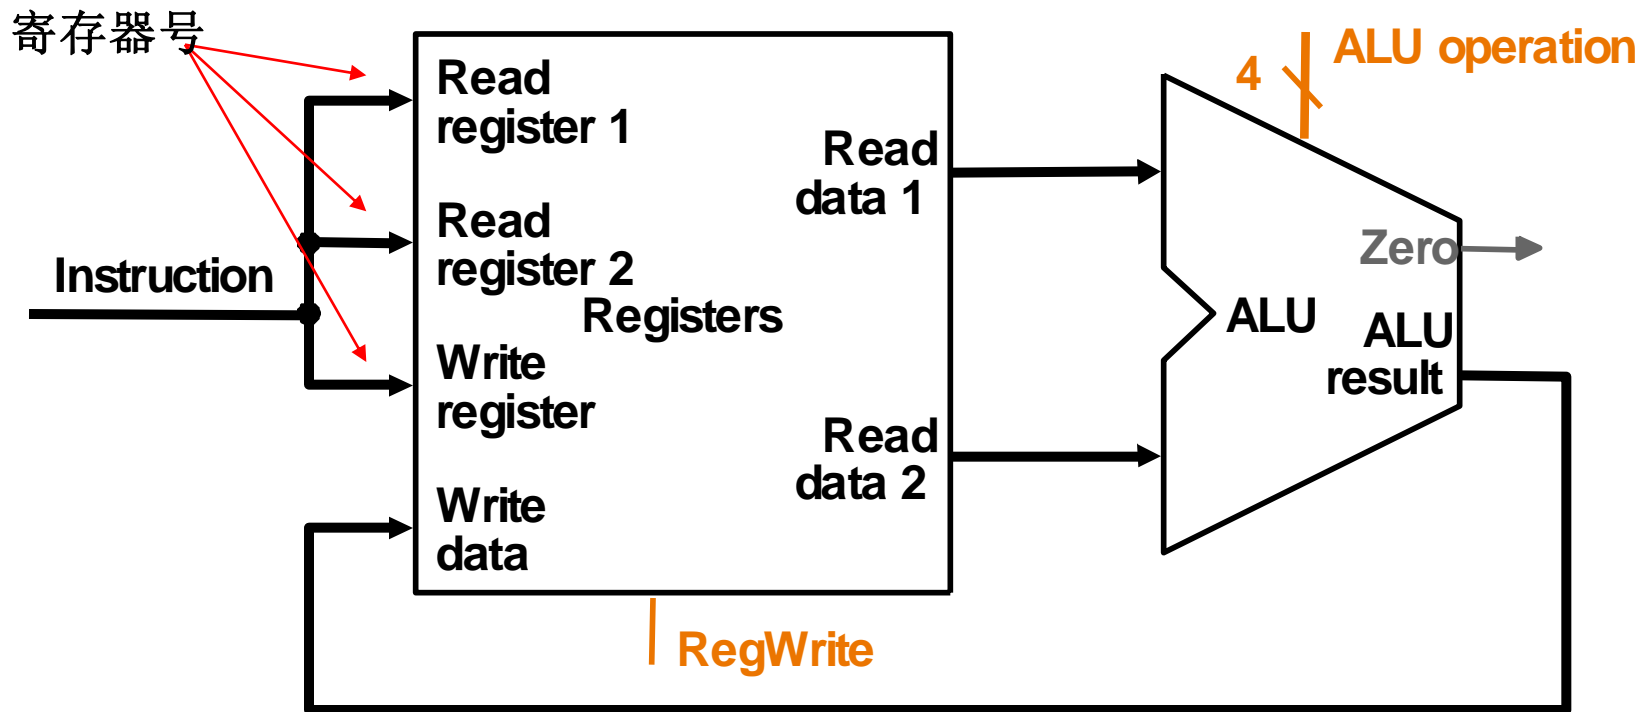 寄存器号
Read
register 1
Read
register 2
Write
register
Write
data
Instruction
Registers
Read
data 1
Read
data 2
RegWrite
4
ALU operation
Zero
ALU
ALU
result